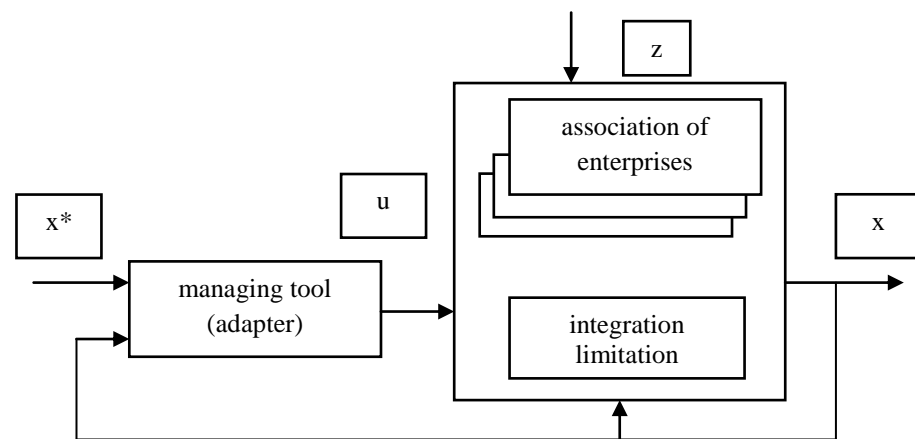 z
association of
enterprises
u
x*
x
managing tool
(adapter)
integration
limitation